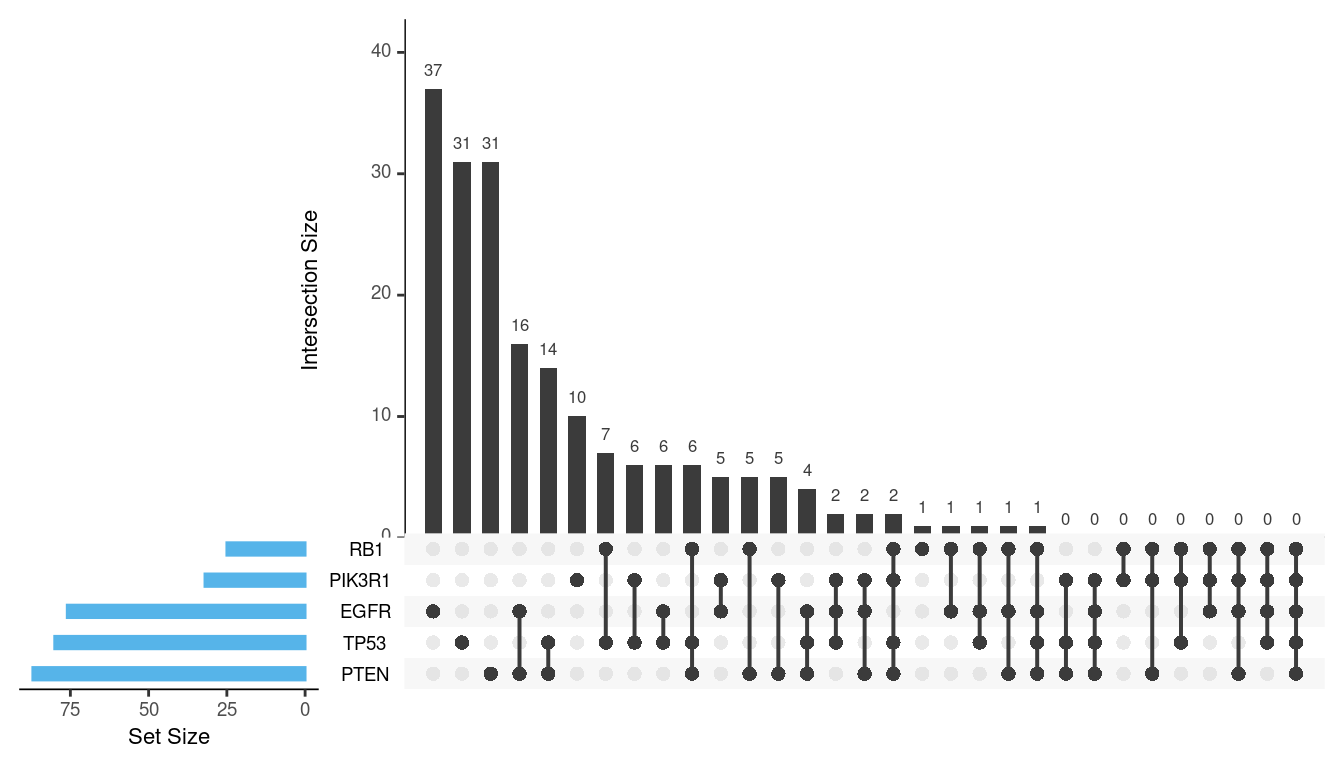 40
37
31 31
30
Intersection Size
20
16
14
10
10
7
6 6 6
5 5 5
4
2 2 2
1 1 1 1 1
0 0 0 0 0 0 0 0 0
0
RB1
PIK3R1
EGFR
TP53
PTEN
75 50 25 0
Set Size